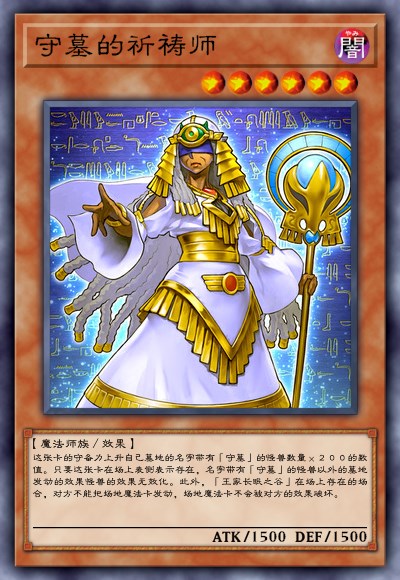 守墓的祈祷师
やみ
闇
【魔法师族／效果】
这张卡的守备力上升自己墓地的名字带有「守墓」的怪兽数量×２００的数
值。只要这张卡在场上表侧表示存在，名字带有「守墓」的怪兽以外的墓地
发动的效果怪兽的效果无效化。此外，「王家长眠之谷」在场上存在的场
合，对方不能把场地魔法卡发动，场地魔法卡不会被对方的效果破坏。
ATK/1500 DEF/1500